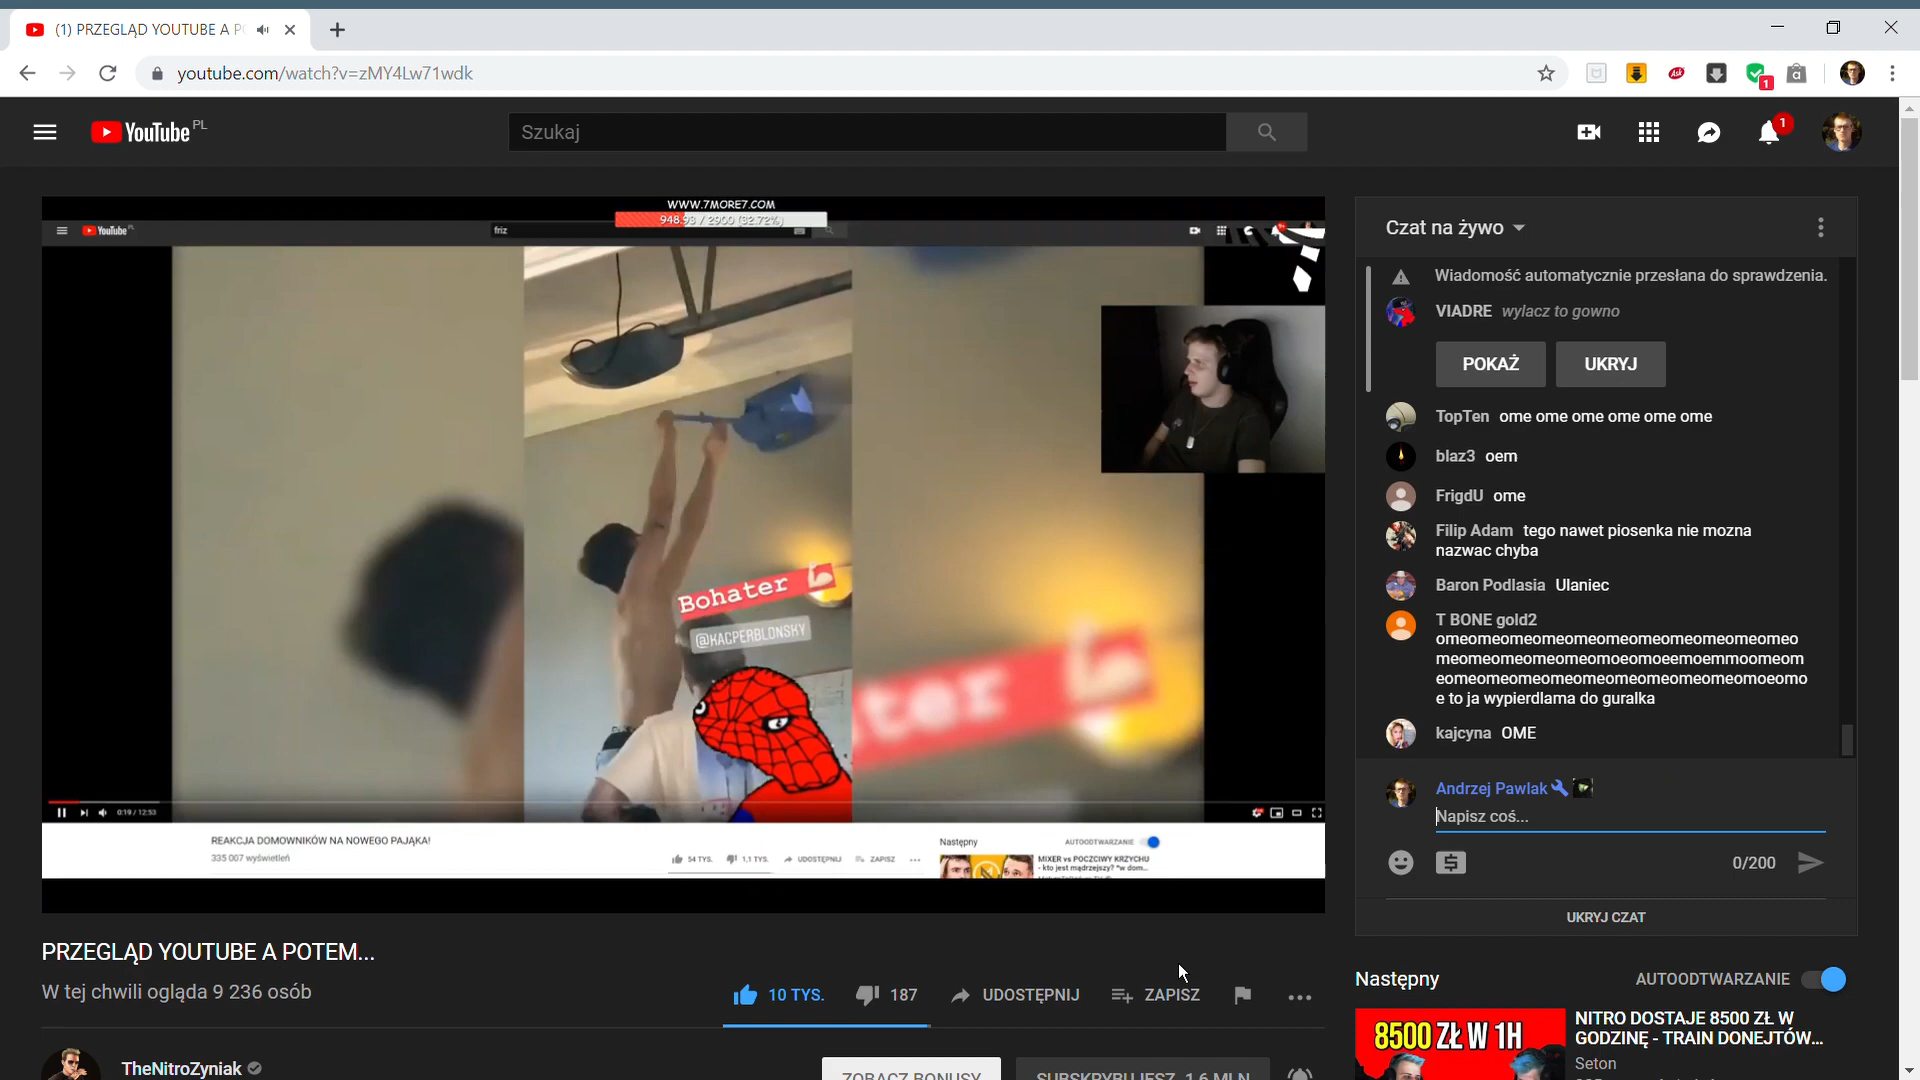 (1) PRZEGLĄD YOUTUBE A PO
youtube.com/watch?v=zMY4Lw71wdk
1
YouTube PL
Szukaj
1
WWW.7MORE7.COM
948.93 / 2900 (32.72%)
YouTube
friz
Bohater
@KACPERBLONSKY
ter
0:19 / 12:53
REAKCJA DOMOWNIKÓW NA NOWEGO PAJĄKA!
335 007 wyświetleń
54 TYS.
1,1 TYS.
UDOSTĘPNIJ
ZAPISZ
Następny
AUTOODTWARZANIE
MIXER vs POCZCIWY KRZYCHU
- kto jest mądrzejszy? "w dom...
PRZEGLĄD YOUTUBE A POTEM...
W tej chwili ogląda 9 236 osób
10 TYS.
187
UDOSTĘPNIJ
ZAPISZ
TheNitroZyniak
ZOBACZ BONUSY
SUBSKRYBUJESZ 1,6 MLN
Czat na żywo
Wiadomość automatycznie przesłana do sprawdzenia.
VIADRE wylacz to gowno
POKAŻ
UKRYJ
TopTen ome ome ome ome ome ome
blaz3 oem
FrigdU ome
Filip Adam tego nawet piosenka nie mozna
nazwac chyba
Baron Podlasia Ulaniec
T BONE gold2
omeomeomeomeomeomeomeomeomeomeomeo
meomeomeomeomeomoeomoeemoemmoomeom
eomeomeomeomeomeomeomeomeomeomoeomo
e to ja wypierdlama do guralka
kajcyna OME
Andrzej Pawlak
Napisz coś...
0/200
UKRYJ CZAT
Następny
AUTOODTWARZANIE
8500 ZŁ W 1H
NITRO DOSTAJE 8500 ZŁ W
GODZINĘ - TRAIN DONEJTÓW...
Seton